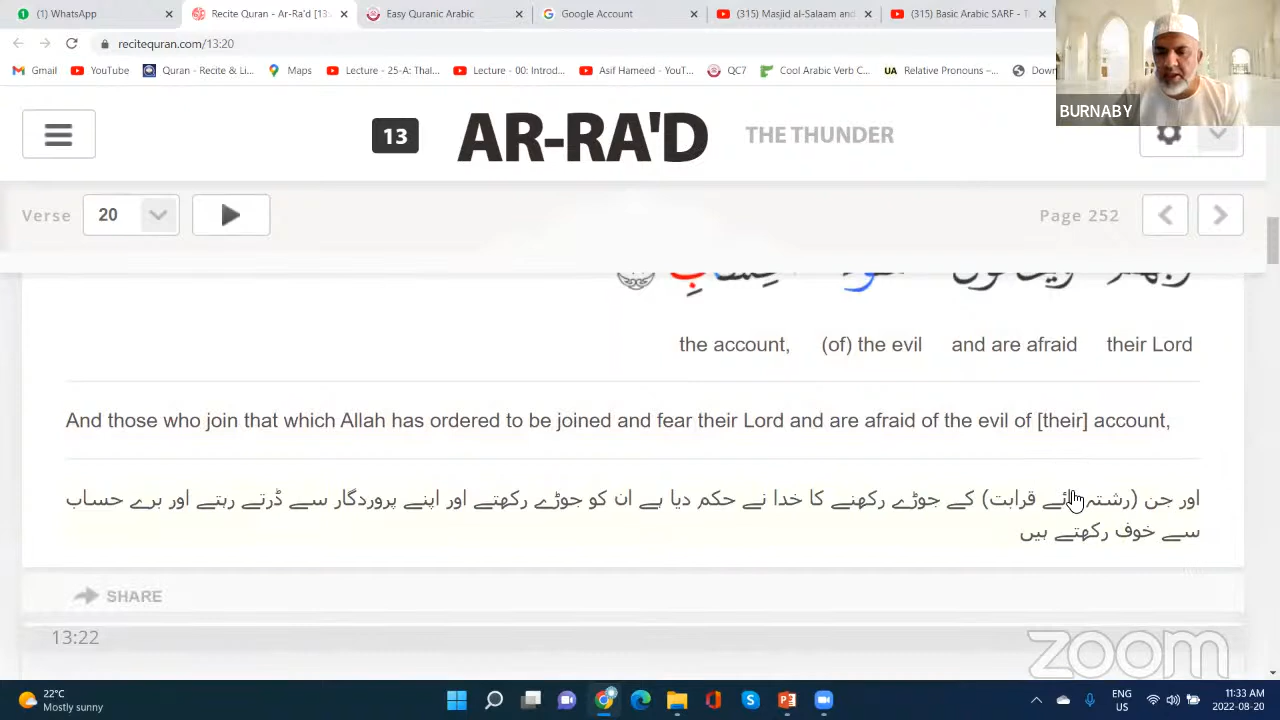 (1) WhatsApp
Recite Quran - Ar-Ra'd [13:
Easy Quranic Arabic
Google Account
(315) Masjid al-Salaam and
(315) Basic Arabic SARF - T
recitequran.com/13:20
Gmail
YouTube
Quran - Recite & Li...
Maps
Lecture - 25-A: Thal...
Lecture - 00: Introd...
Asif Hameed - YouT...
QC7
Cool Arabic Verb C...
UA Relative Pronouns –...
Down
BURNABY
13 AR-RA'D THE THUNDER
Verse 20
Page 252
the account, (of) the evil and are afraid their Lord
And those who join that which Allah has ordered to be joined and fear their Lord and are afraid of the evil of [their] account,
اور جن (رشتہ ہائے قرابت) کے جوڑے رکھنے کا خدا نے حکم دیا ہے ان کو جوڑے رکھتے اور اپنے پروردگار سے ڈرتے رہتے اور برے حساب
سے خوف رکھتے ہیں
SHARE
13:22
zoom
22°C
Mostly sunny
ENG
US
11:33 AM
2022-08-20